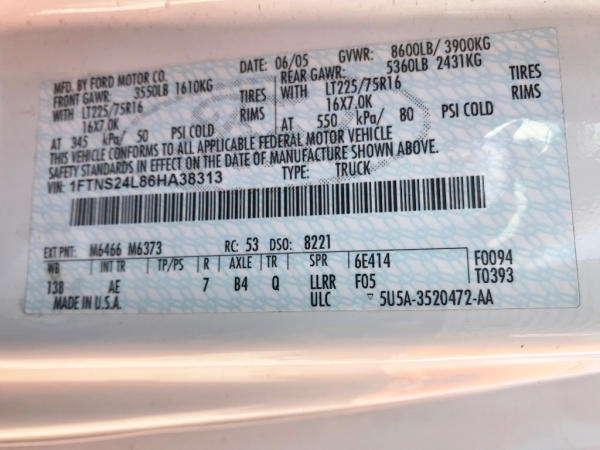 MFD. BY FORD MOTOR CO. DATE: 06/05 GVWR: 8600LB/ 3900KG
FRONT GAWR: 3550LB 1610KG REAR GAWR: 5360LB 2431KG
WITH LT225/75R16 TIRES WITH LT225/75R16 TIRES
16X7.0K RIMS 16X7.0K RIMS
AT 345 kPa/ 50 PSI COLD AT 550 kPa/ 80 PSI COLD
THIS VEHICLE CONFORMS TO ALL APPLICABLE FEDERAL MOTOR VEHICLE
SAFETY STANDARDS IN EFFECT ON THE DATE OF MANUFACTURE SHOWN ABOVE.
VIN: 1FTNS24L86HA38313 TYPE: TRUCK
EXT PNT: M6466 M6373 RC: 53 DSO: 8221
WB INT TR TP/PS R AXLE TR SPR 6E414 F0094
138 AE 7 B4 Q LLRR F05 T0393
MADE IN U.S.A. ULC 5U5A-3520472-AA